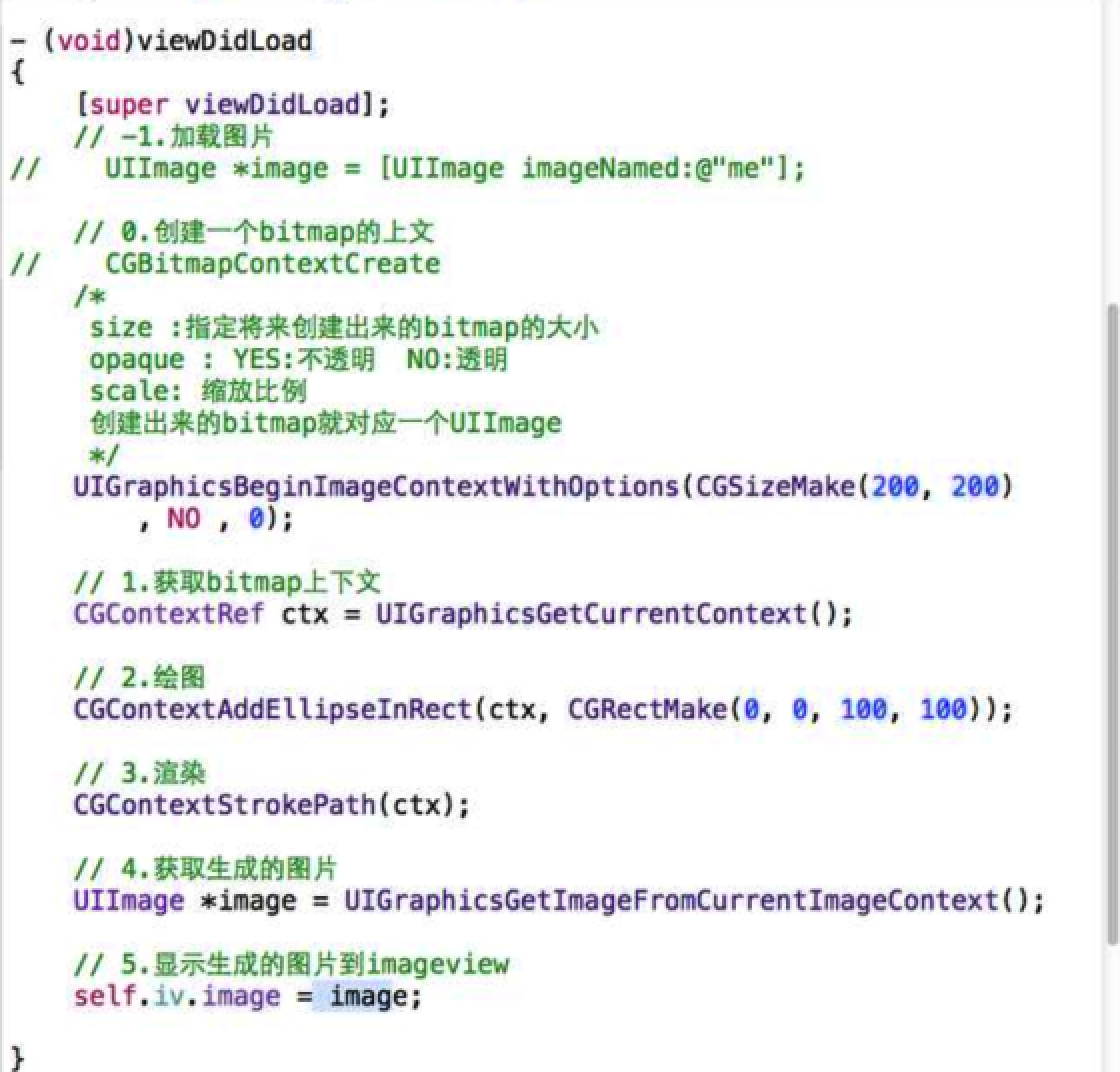 - (void)viewDidLoad
{
    [super viewDidLoad];
    // -1.加载图片
//    UIImage *image = [UIImage imageNamed:@"me"];
    // 0.创建一个bitmap的上文
//    CGBitmapContextCreate
    /*
     size :指定将来创建出来的bitmap的大小
     opaque : YES:不透明  NO:透明
     scale: 缩放比例
     创建出来的bitmap就对应一个UIImage
     */
    UIGraphicsBeginImageContextWithOptions(CGSizeMake(200, 200)
        , NO , 0);
    // 1.获取bitmap上下文
    CGContextRef ctx = UIGraphicsGetCurrentContext();
    // 2.绘图
    CGContextAddEllipseInRect(ctx, CGRectMake(0, 0, 100, 100));
    // 3.渲染
    CGContextStrokePath(ctx);
    // 4.获取生成的图片
    UIImage *image = UIGraphicsGetImageFromCurrentImageContext();
    // 5.显示生成的图片到imageview
    self.iv.image = image;
}